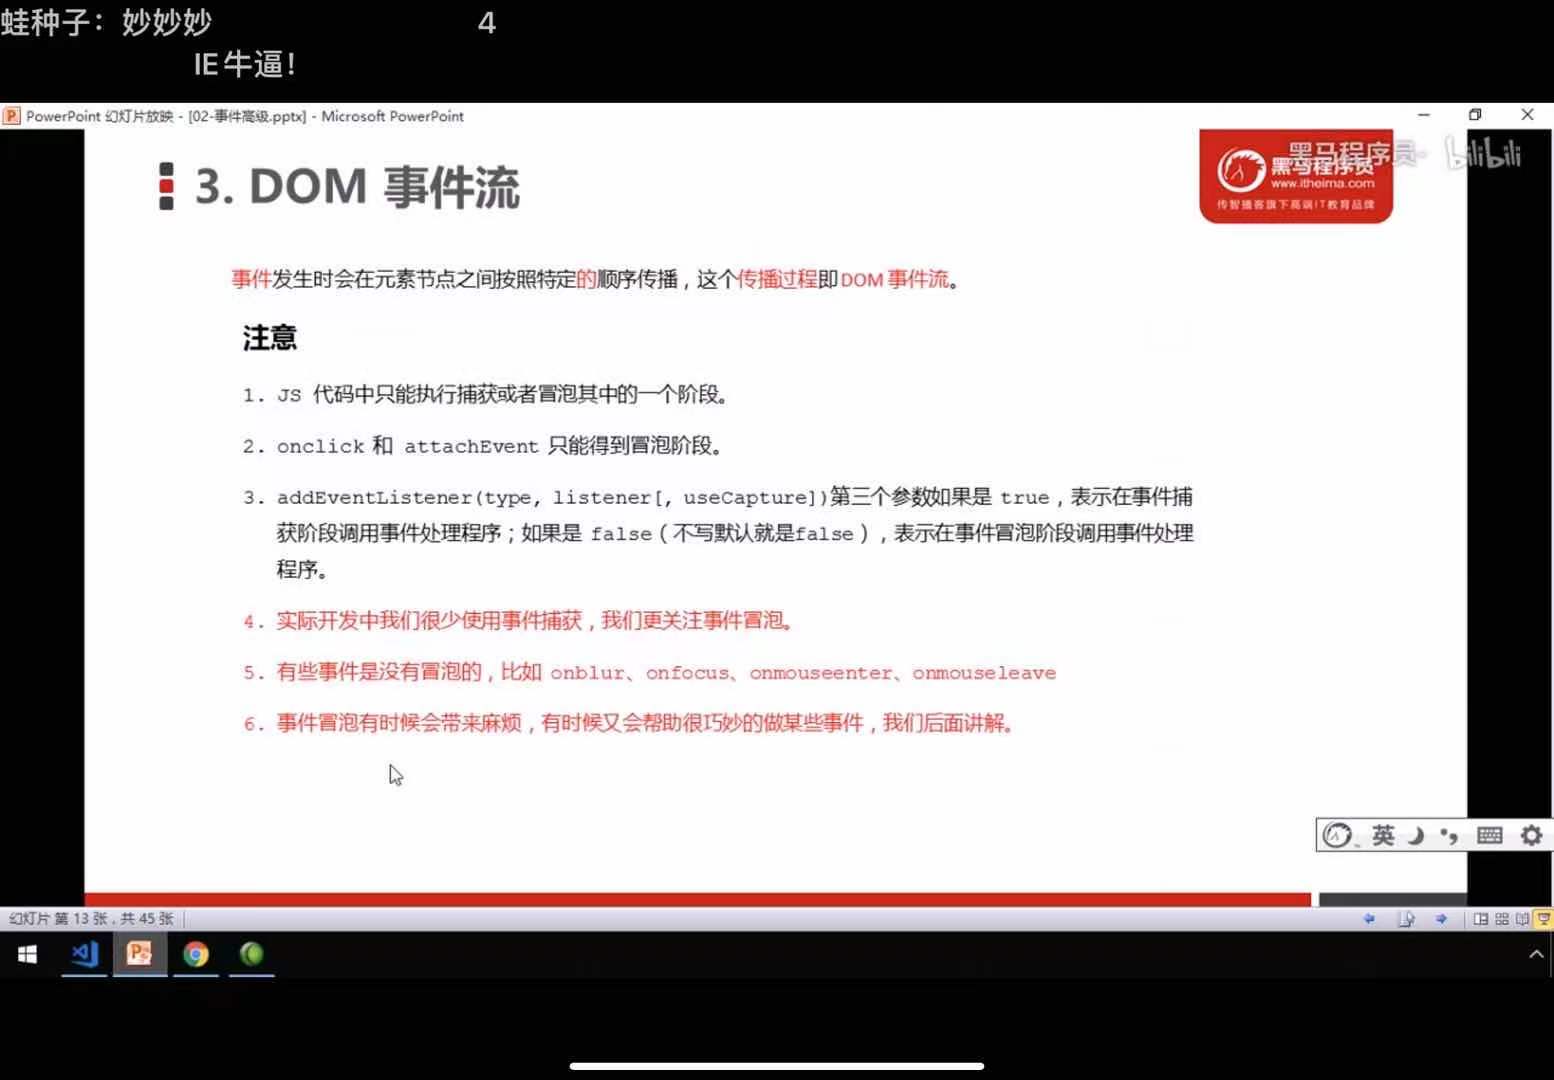 蛙种子：妙妙妙
4
IE牛逼！
PowerPoint 幻灯片放映 - [02-事件高级.pptx] - Microsoft PowerPoint
3. DOM 事件流
黑马程序员
bilibili
黑马程序员
www.itheima.com
传智播客旗下高端IT教育品牌
事件发生时会在元素节点之间按照特定的顺序传播，这个传播过程即DOM 事件流。
注意
1. JS 代码中只能执行捕获或者冒泡其中的一个阶段。
2. onclick 和 attachEvent 只能得到冒泡阶段。
3. addEventListener(type, listener[, useCapture])第三个参数如果是 true，表示在事件捕
获阶段调用事件处理程序；如果是 false（不写默认就是false），表示在事件冒泡阶段调用事件处理
程序。
4. 实际开发中我们很少使用事件捕获，我们更关注事件冒泡。
5. 有些事件是没有冒泡的，比如 onblur、onfocus、onmouseenter、onmouseleave
6. 事件冒泡有时候会带来麻烦，有时候又会帮助很巧妙的做某些事件，我们后面讲解。
英
幻灯片 第 13 张，共 45 张